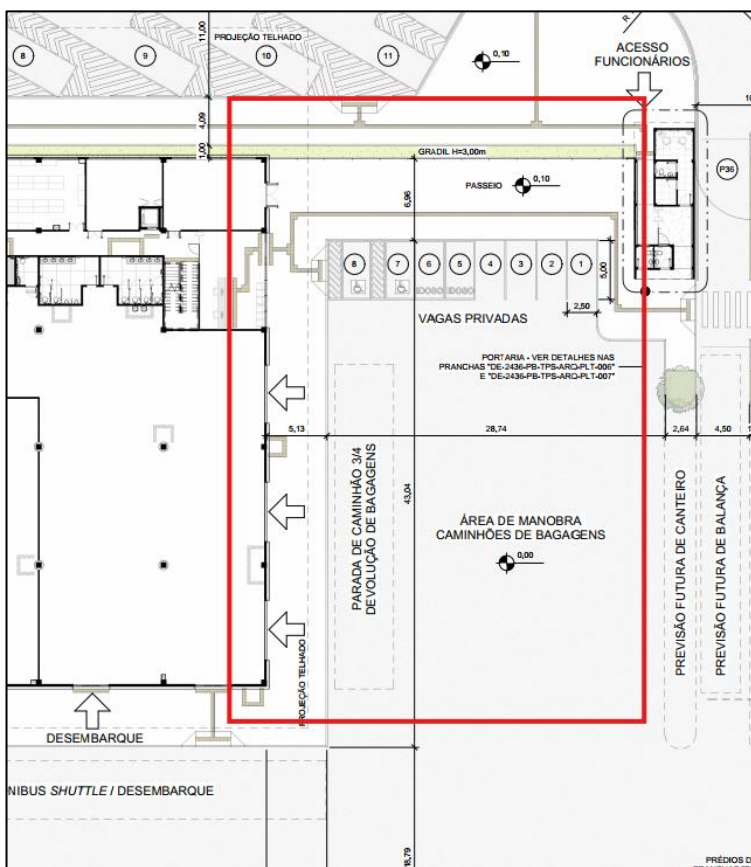 11,00
PROJEÇÃO TELHADO
8
9
10
11
0,10
R
ACESSO
FUNCIONÁRIOS
10
4,09
1,00
GRADIL H=3,00m
6,96
PASSEIO
0,10
P36
8
7
6
5
4
3
2
1
5,00
2,50
VAGAS PRIVADAS
PORTARIA - VER DETALHES NAS
PRANCHAS "DE-2436-PB-TPS-ARQ-PLT-006"
E "DE-2436-PB-TPS-ARQ-PLT-007"
5,13
28,74
2,64
4,50
1
43,04
PARADA DE CAMINHÃO 3/4
DEVOLUÇÃO DE BAGAGENS
ÁREA DE MANOBRA
CAMINHÕES DE BAGAGENS
0,00
PREVISÃO FUTURA DE CANTEIRO
PREVISÃO FUTURA DE BALANÇA
PROJEÇÃO TELHADO
DESEMBARQUE
NIBUS SHUTTLE / DESEMBARQUE
18,79
PRÉDIOS D